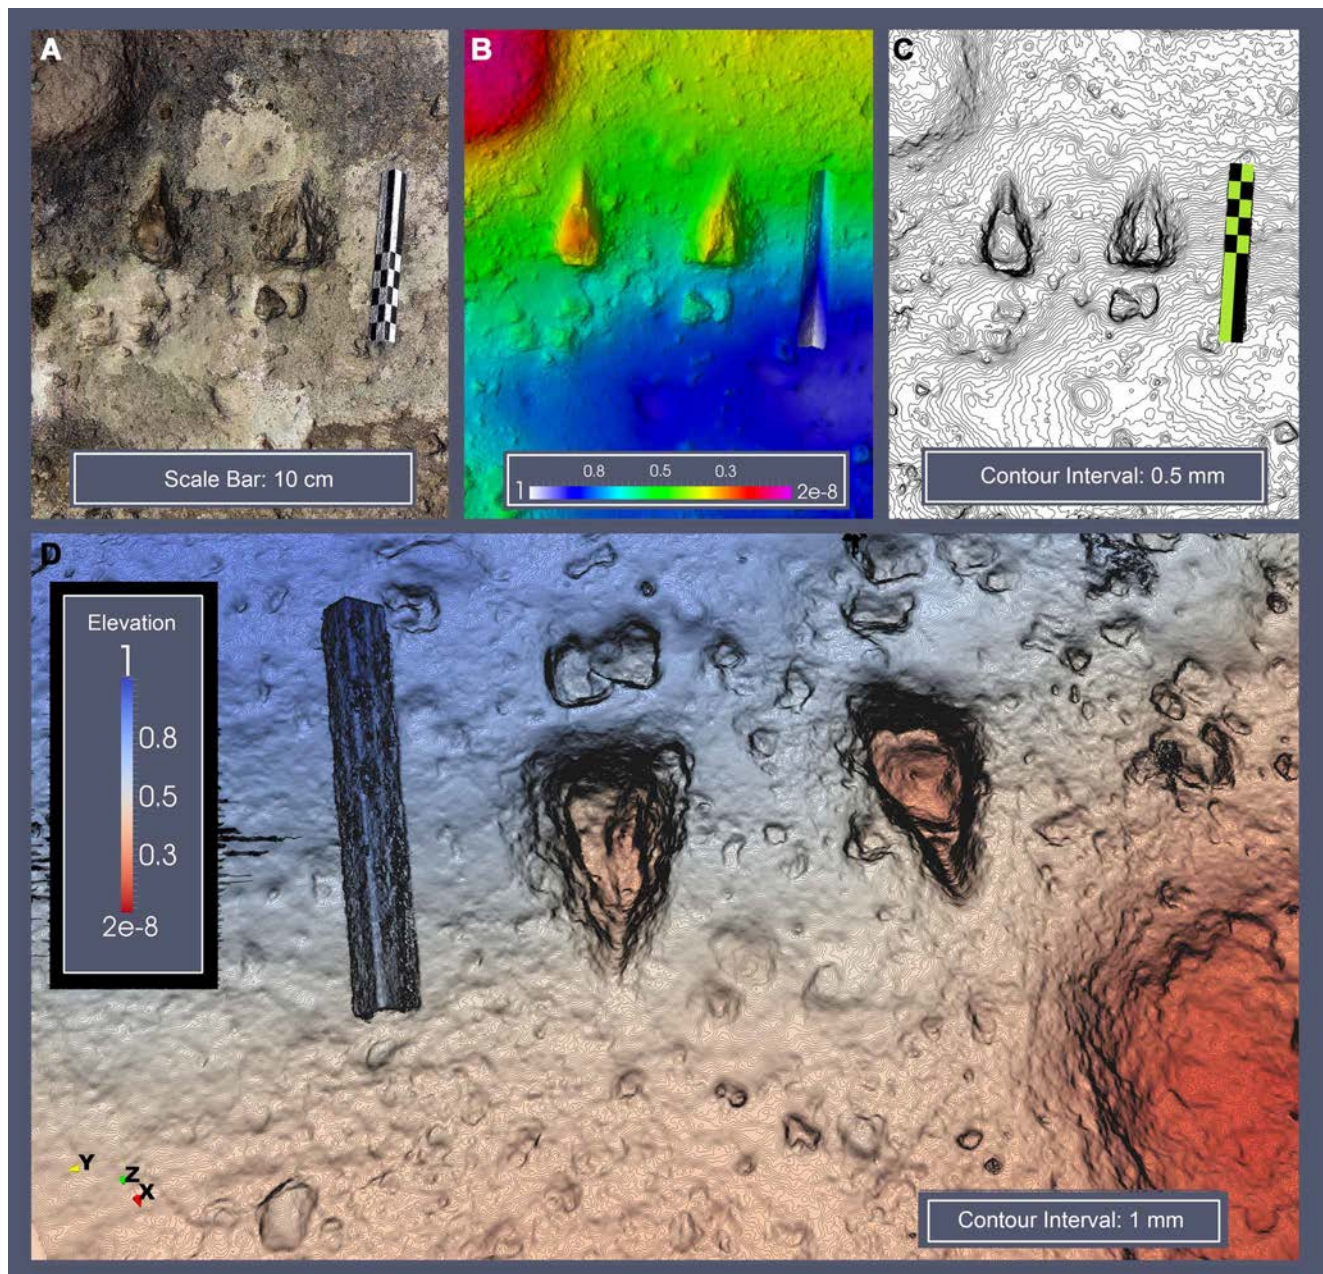 A
B
C
Scale Bar: 10 cm
0.8 0.5 0.3
1 2e-8
Contour Interval: 0.5 mm
D
Elevation
1
0.8
0.5
0.3
2e-8
Y
Z
X
Contour Interval: 1 mm